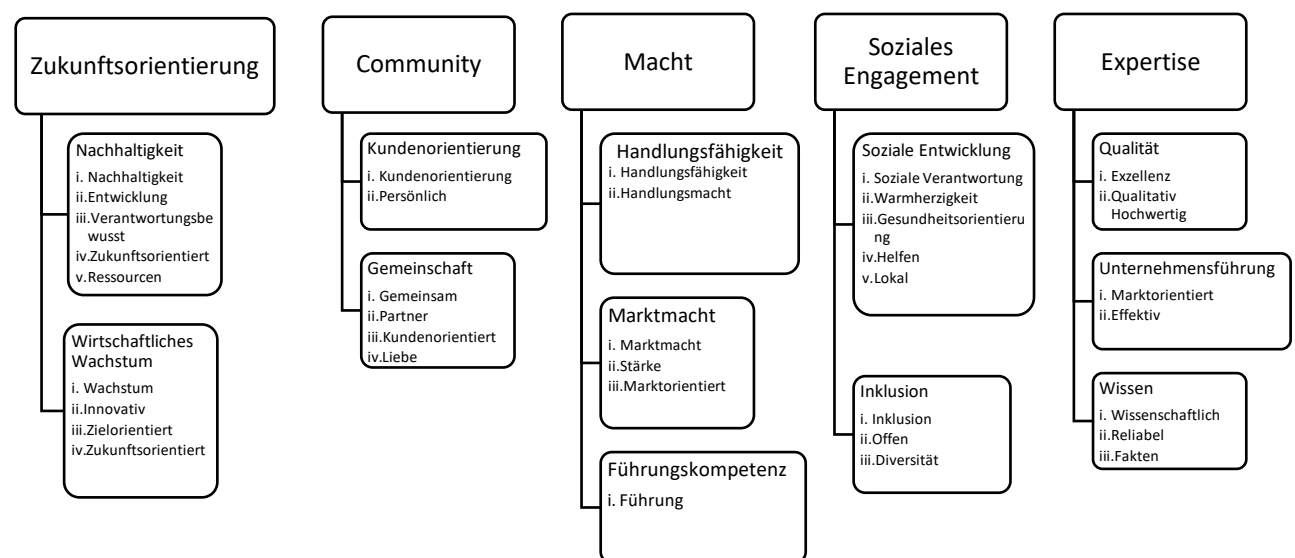 Zukunftsorientierung
Nachhaltigkeit
i. Nachhaltigkeit
ii.Entwicklung
iii.Verantwortungsbe
wusst
iv.Zukunftsorientiert
v.Ressourcen
Wirtschaftliches
Wachstum
i. Wachstum
ii.Innovativ
iii.Zielorientiert
iv.Zukunftsorientiert
Community
Kundenorientierung
i. Kundenorientierung
ii.Persönlich
Gemeinschaft
i. Gemeinsam
ii.Partner
iii.Kundenorientiert
iv.Liebe
Macht
Handlungsfähigkeit
i. Handlungsfähigkeit
ii.Handlungsmacht
Marktmacht
i. Marktmacht
ii.Stärke
iii.Marktorientiert
Führungskompetenz
i. Führung
Soziales
Engagement
Soziale Entwicklung
i. Soziale Verantwortung
ii.Warmherzigkeit
iii.Gesundheitsorientieru
ng
iv.Helfen
v.Lokal
Inklusion
i. Inklusion
ii.Offen
iii.Diversität
Expertise
Qualität
i. Exzellenz
ii.Qualitativ
Hochwertig
Unternehmensführung
i. Marktorientiert
ii.Effektiv
Wissen
i. Wissenschaftlich
ii.Reliabel
iii.Fakten